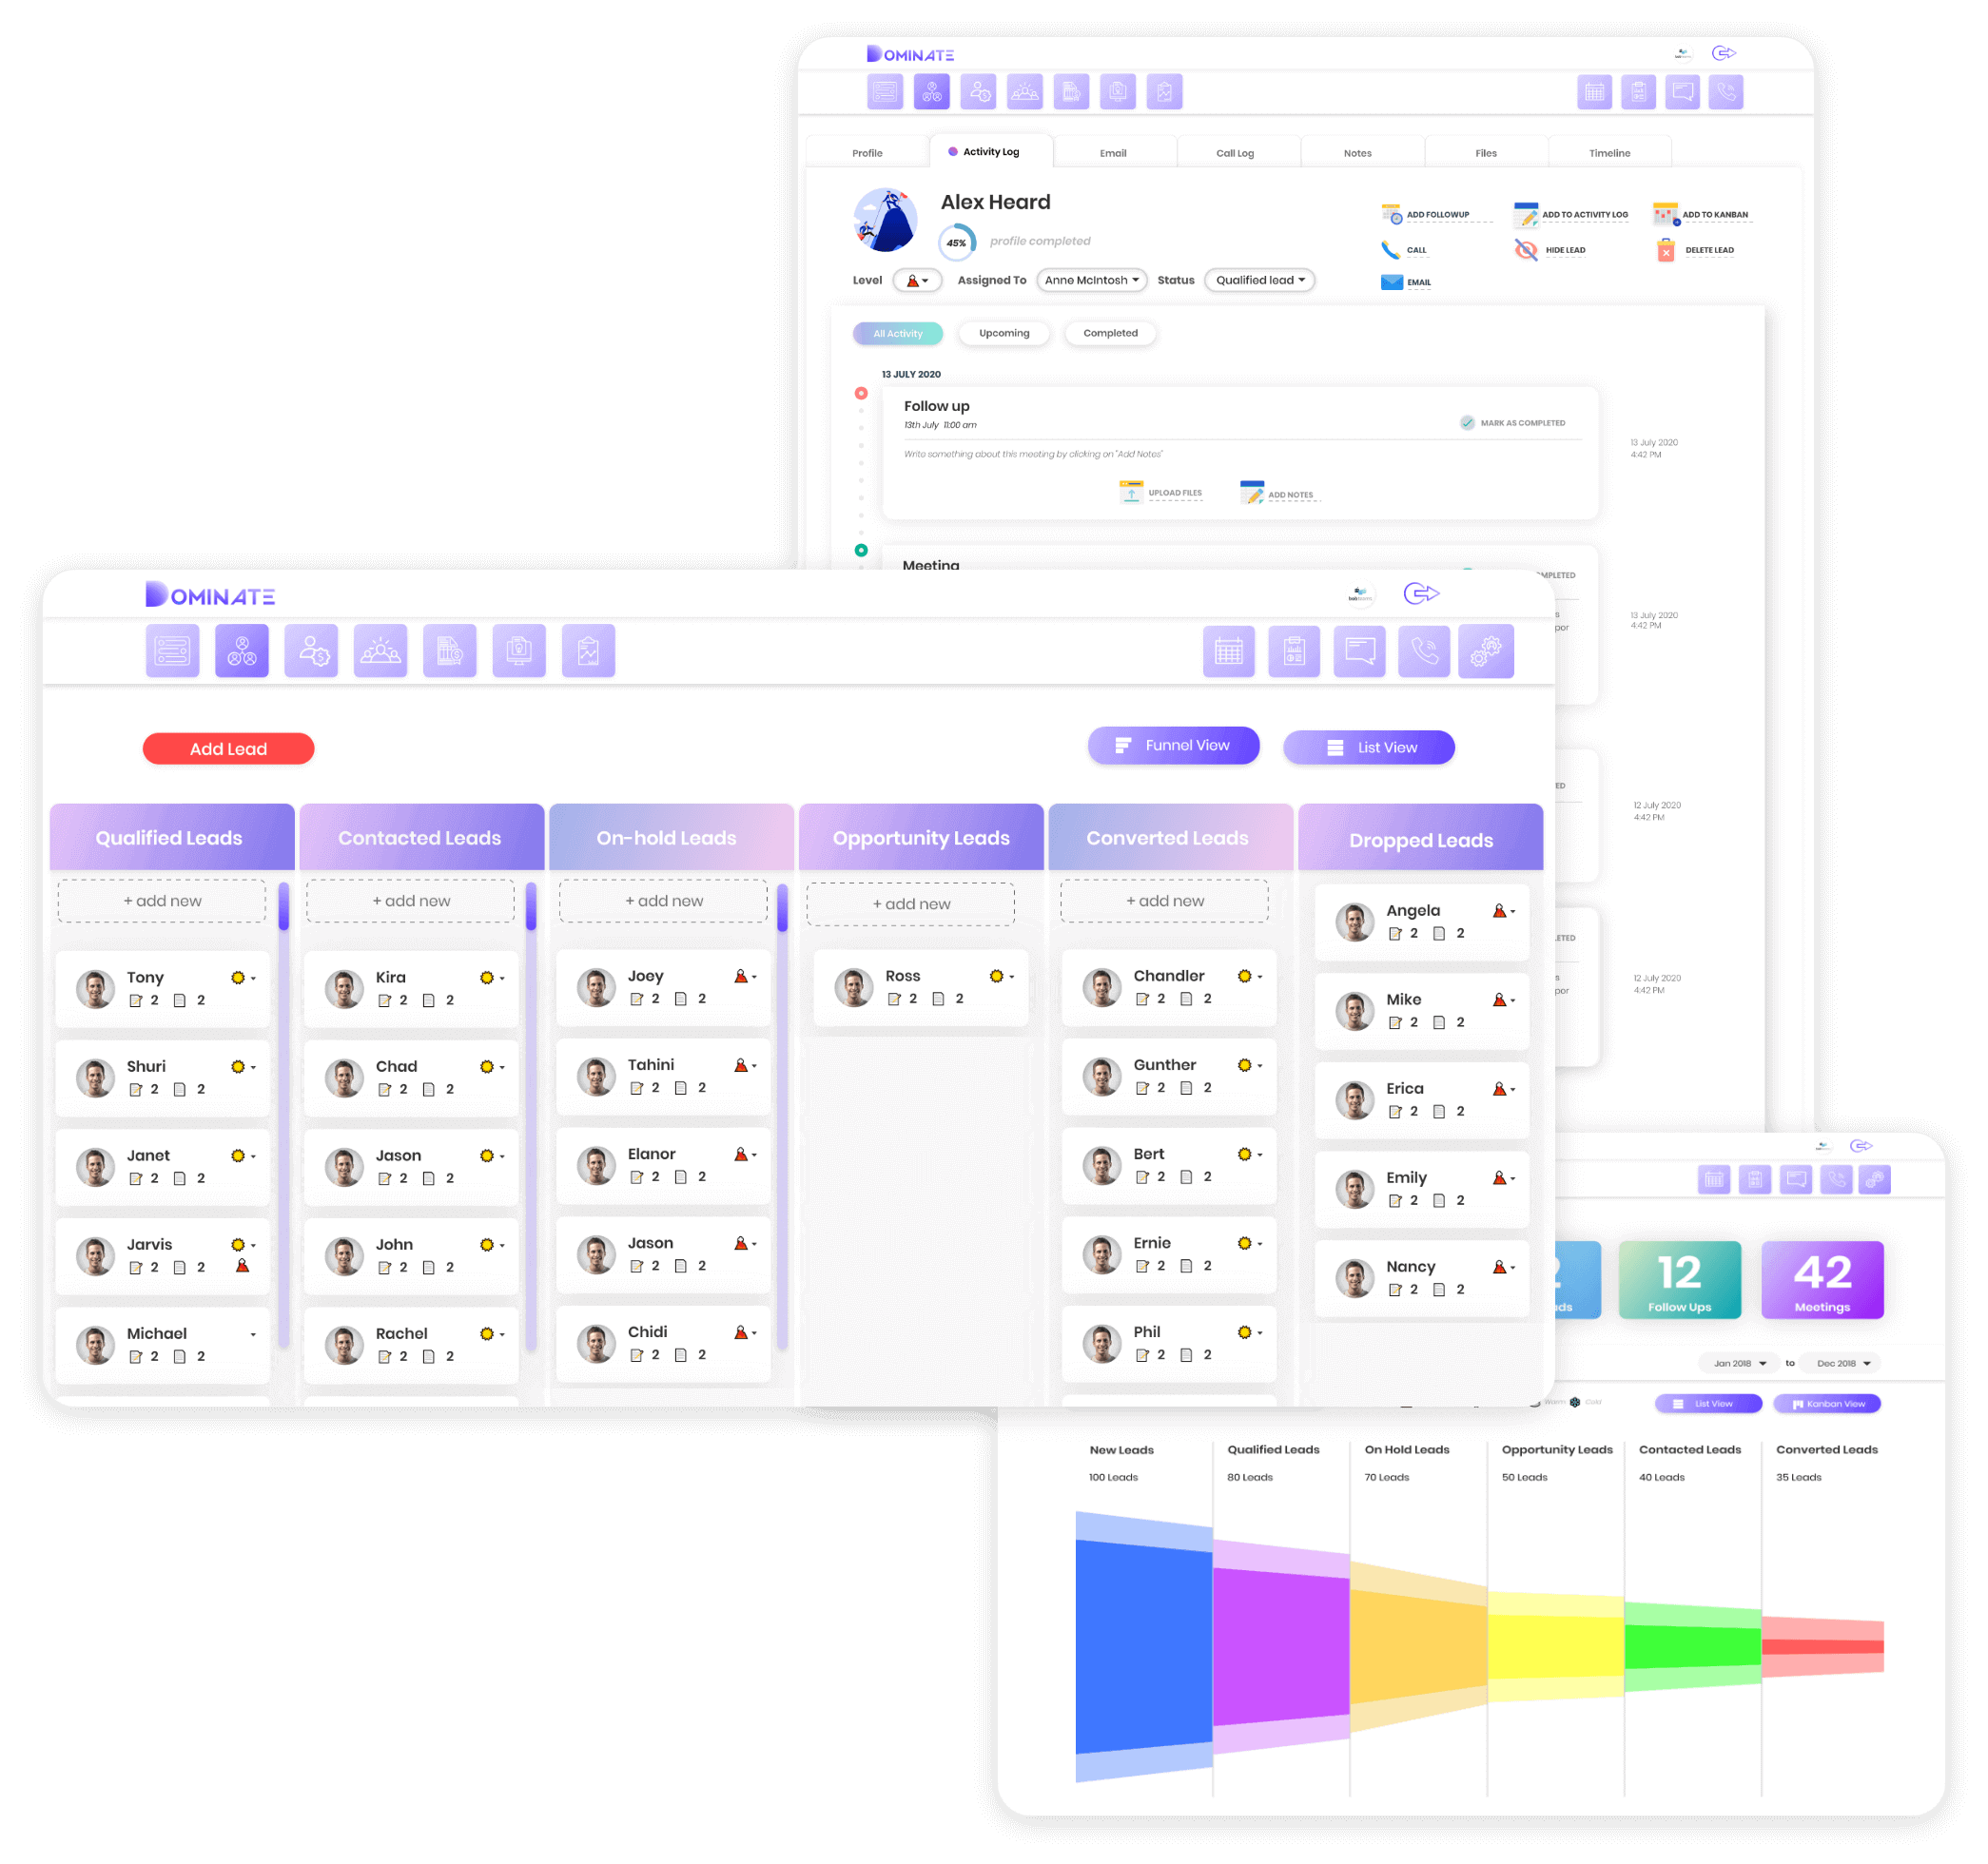 DOMINATE
Profile
Activity Log
Email
Call Log
Notes
Files
Timeline
Alex Heard
45%
profile completed
ADD FOLLOWUP
ADD TO ACTIVITY LOG
ADD TO KANBAN
CALL
HIDE LEAD
DELETE LEAD
EMAIL
Level
Assigned To
Anne McIntosh
Status
Qualified lead
All Activity
Upcoming
Completed
13 JULY 2020
Follow up
13th July 11:00 am
MARK AS COMPLETED
Write something about this meeting by clicking on "Add Notes"
UPLOAD FILES
ADD NOTES
13 July 2020
4:42 PM
Meeting
13 July 2020
4:42 PM
12 July 2020
4:42 PM
12 July 2020
4:42 PM
DOMINATE
Add Lead
Funnel View
List View
Qualified Leads
+ add new
Tony
2 2
Shuri
2 2
Janet
2 2
Jarvis
2 2
Michael
2 2
Contacted Leads
+ add new
Kira
2 2
Chad
2 2
Jason
2 2
John
2 2
Rachel
2 2
On-hold Leads
+ add new
Joey
2 2
Tahini
2 2
Elanor
2 2
Jason
2 2
Chidi
2 2
Opportunity Leads
+ add new
Ross
2 2
Converted Leads
+ add new
Chandler
2 2
Gunther
2 2
Bert
2 2
Ernie
2 2
Phil
2 2
Dropped Leads
Angela
2 2
Mike
2 2
Erica
2 2
Emily
2 2
Nancy
2 2
12
Follow Ups
42
Meetings
Jan 2018 to Dec 2018
Warm Cold
List View
Kanban View
New Leads
100 Leads
Qualified Leads
80 Leads
On Hold Leads
70 Leads
Opportunity Leads
50 Leads
Contacted Leads
40 Leads
Converted Leads
35 Leads